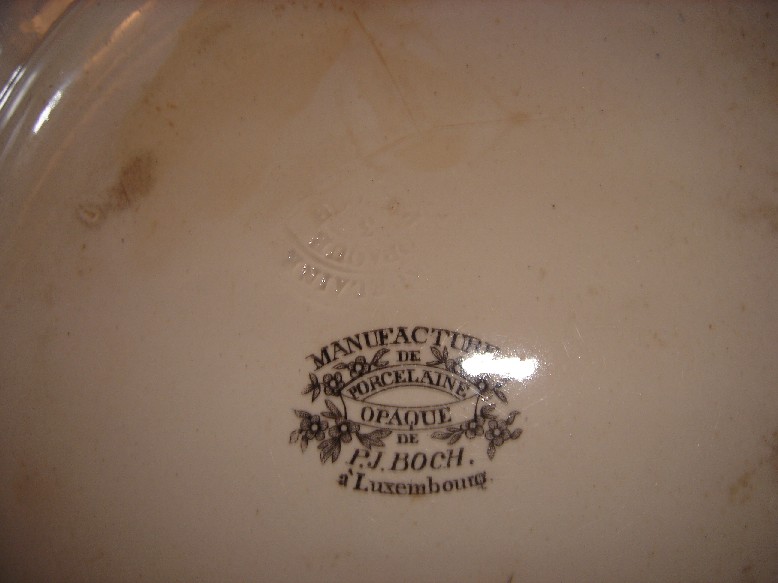 MANUFACTURE
DE
PORCELAINE
OPAQUE
DE
P.J. BOCH.
à Luxembourg.